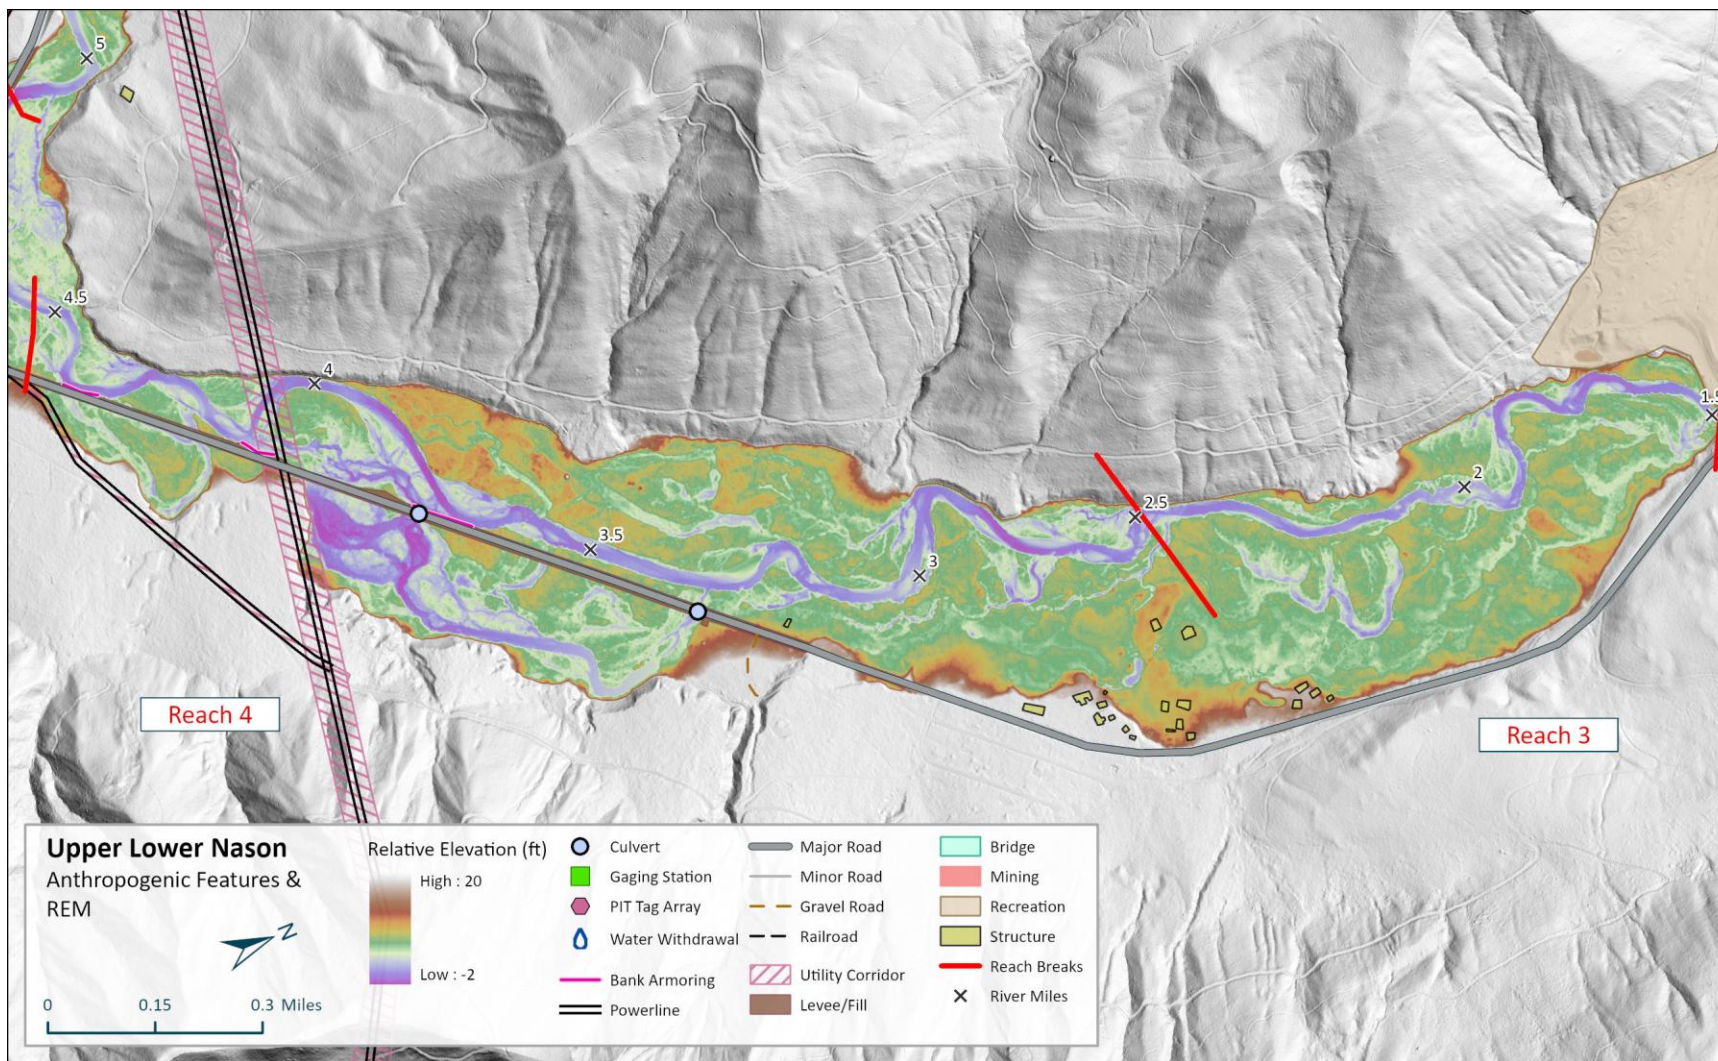 5
4.5
4
3.5
3
2.5
2
1.5
Reach 4
Reach 3
Upper Lower Nason
Anthropogenic Features &
REM
N
0 0.15 0.3 Miles
Relative Elevation (ft)
High : 20
Low : -2
Culvert
Gaging Station
PIT Tag Array
Water Withdrawal
Bank Armoring
Powerline
Major Road
Minor Road
Gravel Road
Railroad
Utility Corridor
Levee/Fill
Bridge
Mining
Recreation
Structure
Reach Breaks
River Miles